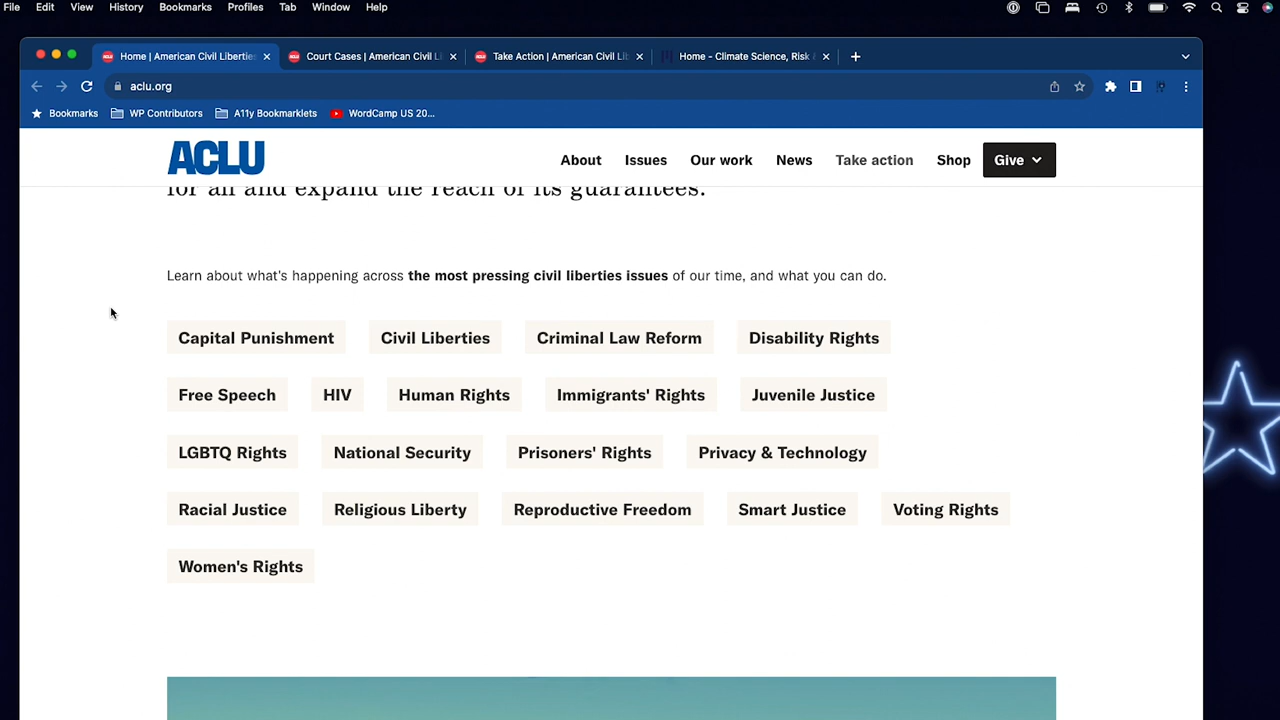 File Edit View History Bookmarks Profiles Tab Window Help
Home | American Civil Liberties Court Cases | American Civil Li Take Action | American Civil Lib Home - Climate Science, Risk &
aclu.org
Bookmarks WP Contributors A11y Bookmarklets WordCamp US 20...
ACLU About Issues Our work News Take action Shop Give
for all and expand the reach of its guarantees.
Learn about what's happening across the most pressing civil liberties issues of our time, and what you can do.
Capital Punishment Civil Liberties Criminal Law Reform Disability Rights
Free Speech HIV Human Rights Immigrants' Rights Juvenile Justice
LGBTQ Rights National Security Prisoners' Rights Privacy & Technology
Racial Justice Religious Liberty Reproductive Freedom Smart Justice Voting Rights
Women's Rights